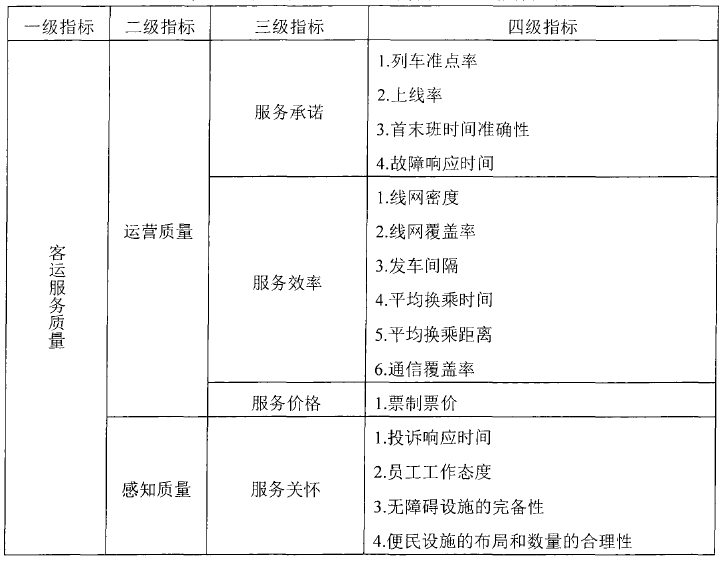 一级指标 二级指标 三级指标 四级指标
客运服务质量
运营质量
服务承诺
1.列车准点率
2.上线率
3.首末班时间准确性
4.故障响应时间
服务效率
1.线网密度
2.线网覆盖率
3.发车间隔
4.平均换乘时间
5.平均换乘距离
6.通信覆盖率
服务价格
1.票制票价
感知质量
服务关怀
1.投诉响应时间
2.员工工作态度
3.无障碍设施的完备性
4.便民设施的布局和数量的合理性